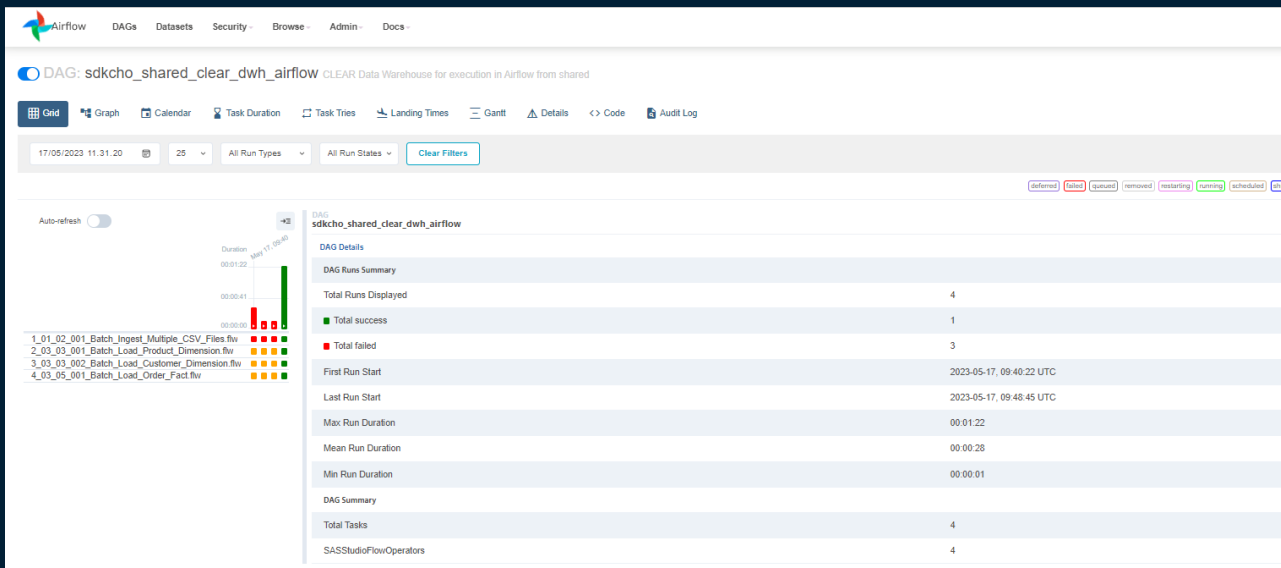 Airflow DAGs Datasets Security Browse Admin Docs
DAG: sdkcho_shared_clear_dwh_airflow CLEAR Data Warehouse for execution in Airflow from shared
Grid Graph Calendar Task Duration Task Tries Landing Times Gantt Details <> Code Audit Log
17/05/2023 11.31.20 25 All Run Types All Run States Clear Filters
deferred failed queued removed restarting running scheduled
Auto-refresh
Duration
May 17, 09:40
00:01:22
00:00:41
00:00:00
1_01_02_001_Batch_Ingest_Multiple_CSV_Files.flw
2_03_03_001_Batch_Load_Product_Dimension.flw
3_03_03_002_Batch_Load_Customer_Dimension.flw
4_03_05_001_Batch_Load_Order_Fact.flw
DAG
sdkcho_shared_clear_dwh_airflow
DAG Details
DAG Runs Summary
Total Runs Displayed 4
Total success 1
Total failed 3
First Run Start 2023-05-17, 09:40:22 UTC
Last Run Start 2023-05-17, 09:48:45 UTC
Max Run Duration 00:01:22
Mean Run Duration 00:00:28
Min Run Duration 00:00:01
DAG Summary
Total Tasks 4
SASStudioFlowOperators 4